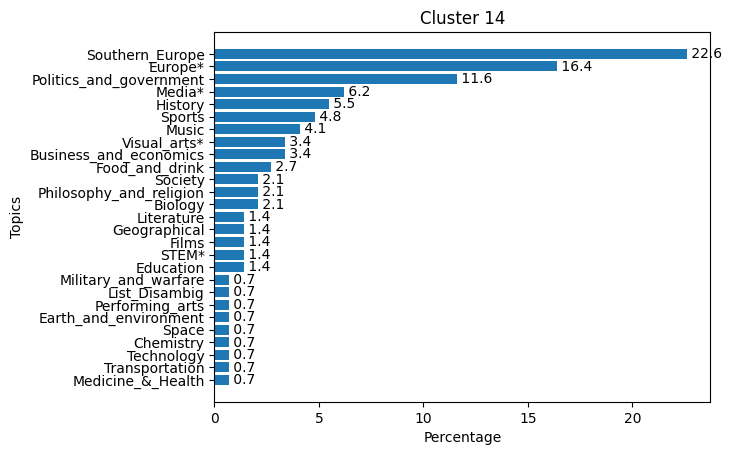 Cluster 14
Southern_Europe 22.6
Europe* 16.4
Politics_and_government 11.6
Media* 6.2
History 5.5
Sports 4.8
Music 4.1
Visual_arts* 3.4
Business_and_economics 3.4
Food_and_drink 2.7
Society 2.1
Philosophy_and_religion 2.1
Biology 2.1
Literature 1.4
Geographical 1.4
Films 1.4
STEM* 1.4
Education 1.4
Military_and_warfare 0.7
List_Disambig 0.7
Performing_arts 0.7
Earth_and_environment 0.7
Space 0.7
Chemistry 0.7
Technology 0.7
Transportation 0.7
Medicine_&_Health 0.7
Topics
0 5 10 15 20
Percentage